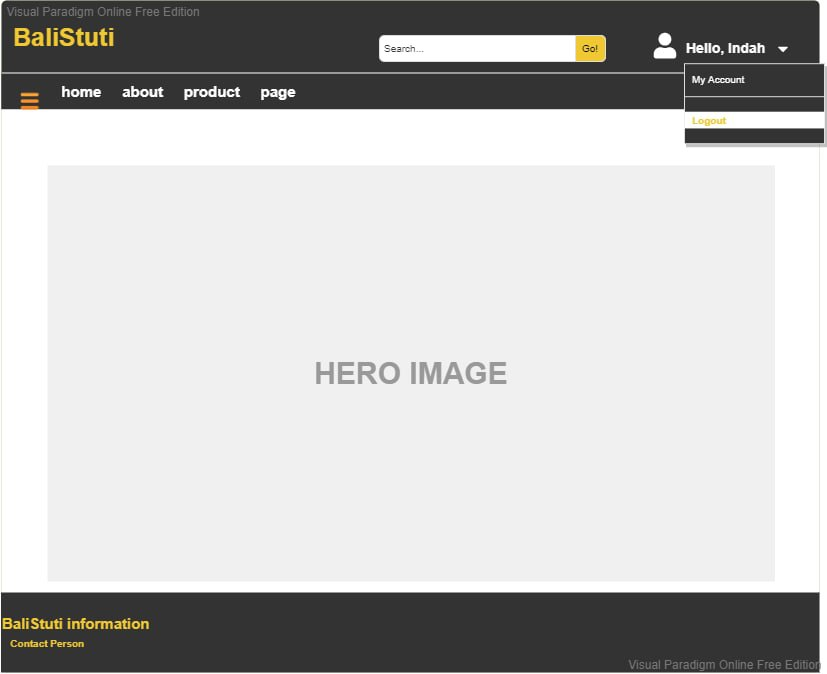 Visual Paradigm Online Free Edition
BaliStuti
Search...
Go!
Hello, Indah
My Account
Logout
home about product page
HERO IMAGE
BaliStuti information
Contact Person
Visual Paradigm Online Free Edition